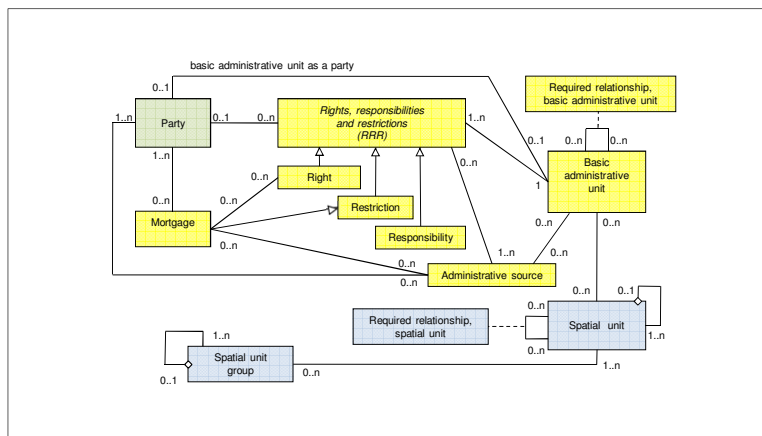 basic administrative unit as a party
0..1
1..n
Party
0..1
0..n
Rights, responsibilities
and restrictions
(RRR)
1..n
Required relationship,
basic administrative unit
0..n
0..n
0..1
1
Basic
administrative
unit
1..n
0..n
0..n
Right
0..n
Restriction
Mortgage
0..n
0..n
Responsibility
0..n
0..n
1..n
0..n
0..n
0..n
Administrative source
0..n
0..1
Required relationship,
spatial unit
0..n
Spatial unit
0..n
1..n
1..n
1..n
Spatial unit
group
0..1
0..n